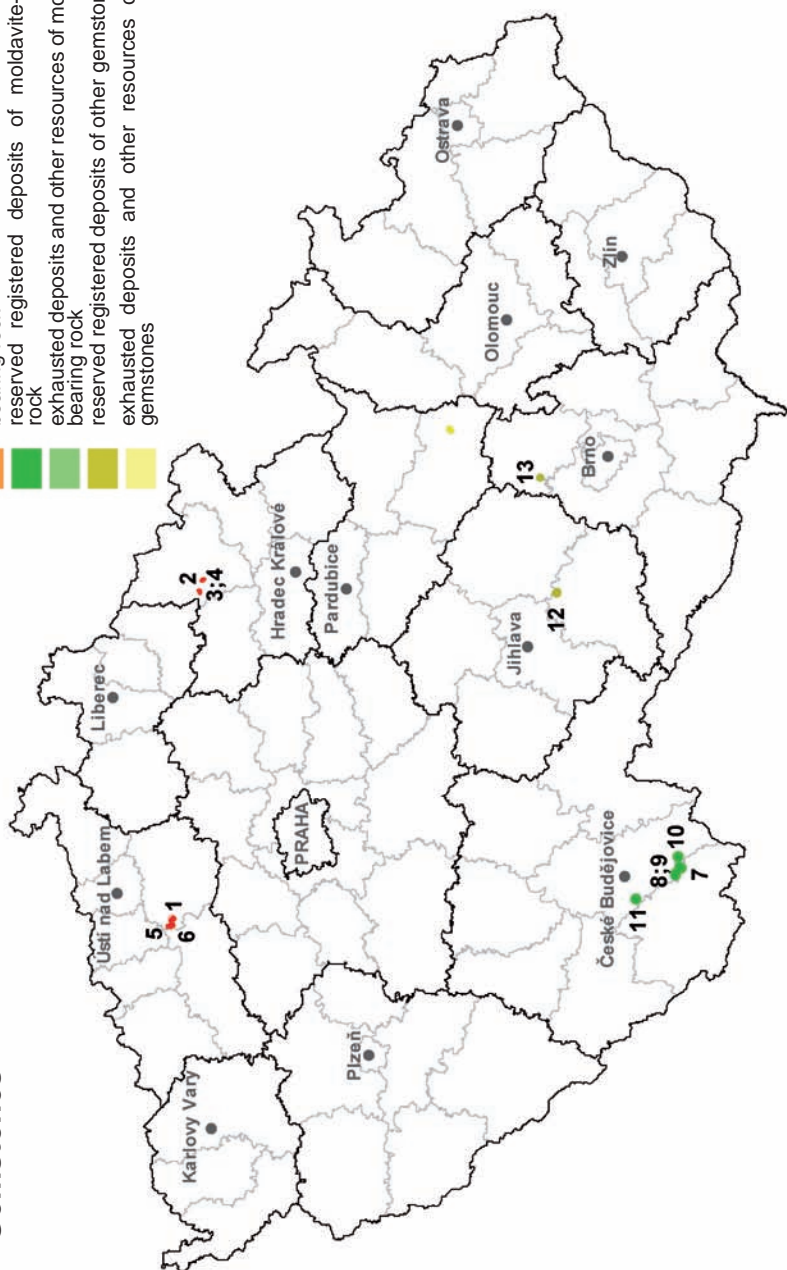 reserved registered deposits of moldavite-
rock
exhausted deposits and other resources of mo
bearing rock
reserved registered deposits of other gemston
exhausted deposits and other resources
gemstones
Ostrava
Liberec
Ústí nad Labem
2
3;4
Olomouc
Karlovy Vary
5
1
6
Hradec Králové
Zlín
PRAHA
Pardubice
Plzeň
13
Brno
Jihlava
12
České Budějovice
11
8;9
10
7